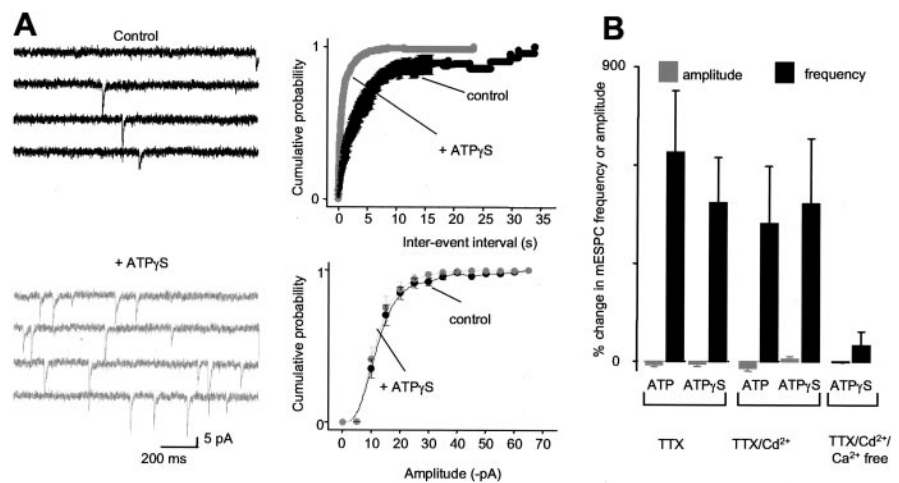 A
Control
+ ATPγS
5 pA
200 ms
Cumulative probability
1
0
control
+ ATPγS
0 5 10 15 20 25 30 35
Inter-event interval (s)
Cumulative probability
1
0
control
+ ATPγS
0 10 20 30 40 50 60 70
Amplitude (-pA)
B
% change in mESPC frequency or amplitude
900
0
amplitude
frequency
ATP ATPγS ATP ATPγS ATPγS
TTX TTX/Cd²⁺ TTX/Cd²⁺/
Ca²⁺ free